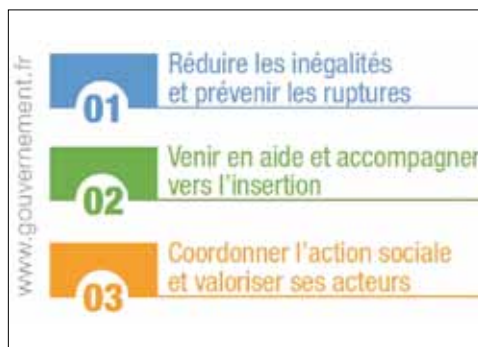 www.gouvernement.fr
01
Réduire les inégalités
et prévenir les ruptures
02
Venir en aide et accompagner
vers l'insertion
03
Coordonner l'action sociale
et valoriser ses acteurs